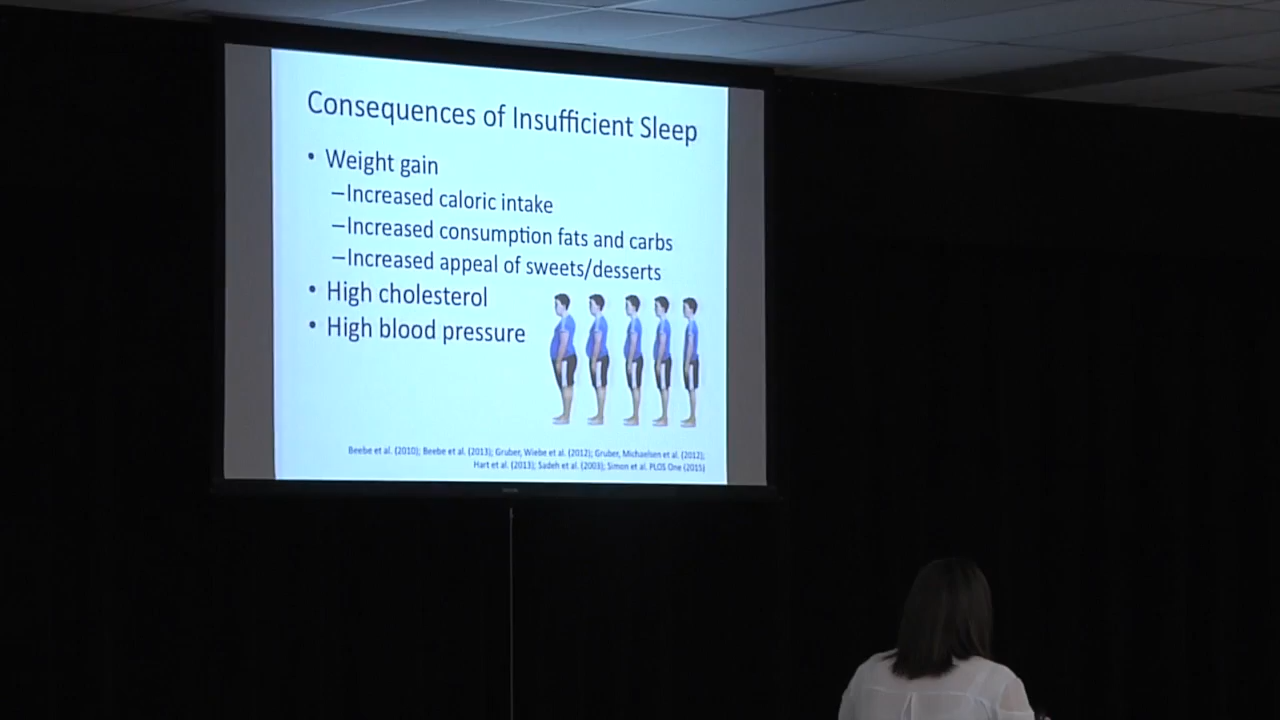 Consequences of Insufficient Sleep
• Weight gain
–Increased caloric intake
–Increased consumption fats and carbs
–Increased appeal of sweets/desserts
• High cholesterol
• High blood pressure
Beebe et al. (2010); Beebe et al. (2013); Gruber, Wiebe et al. (2012); Gruber, Michaelsen et al. (2012);
Hart et al. (2013); Sadeh et al. (2003); Simon et al. PLOS One (2015)